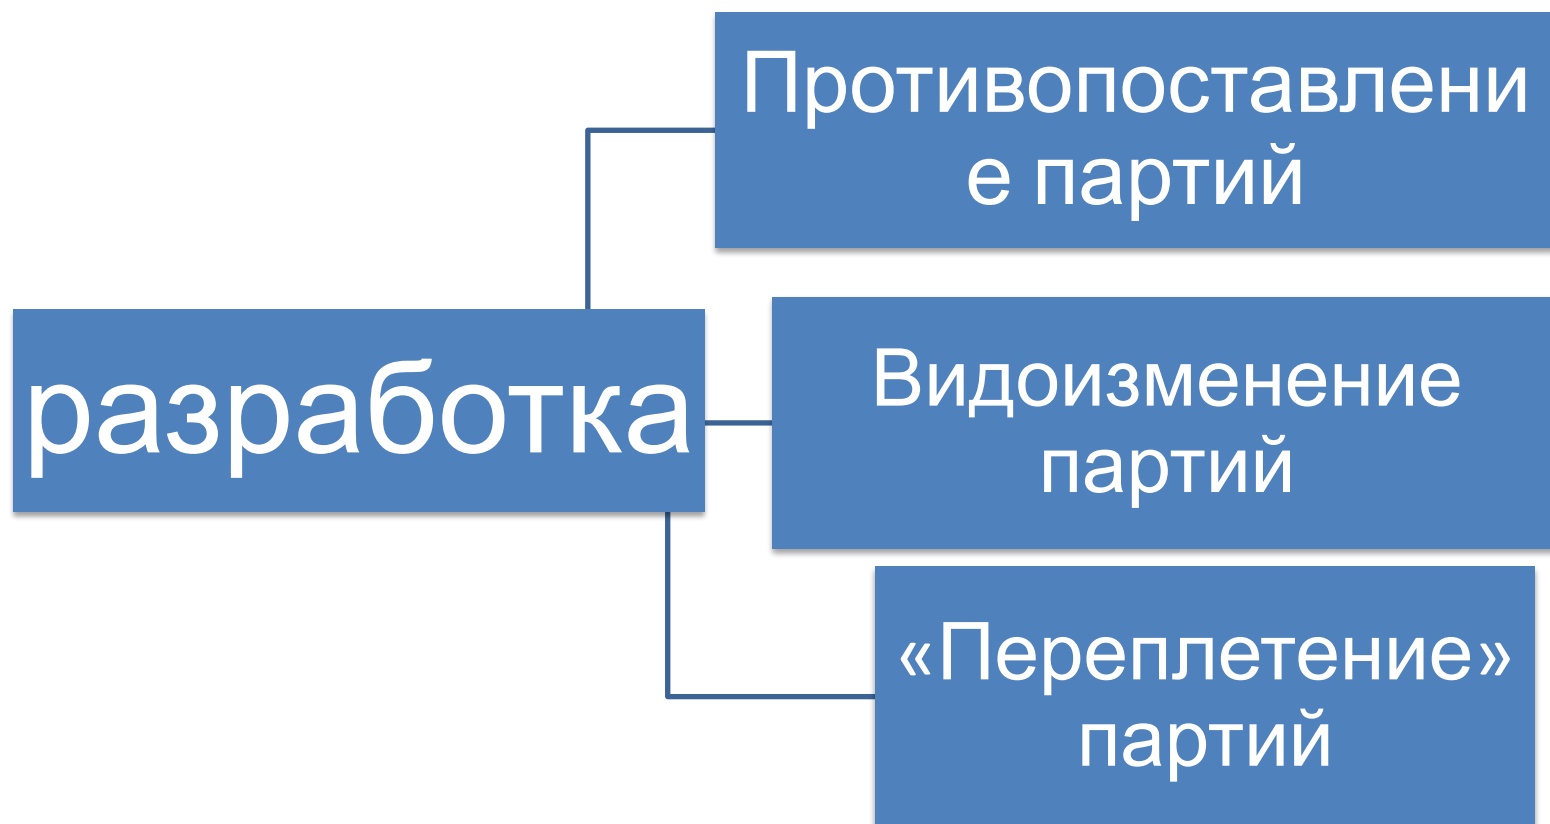 Противопоставлени
е партий
разработка
Видоизменение
партий
«Переплетение»
партий